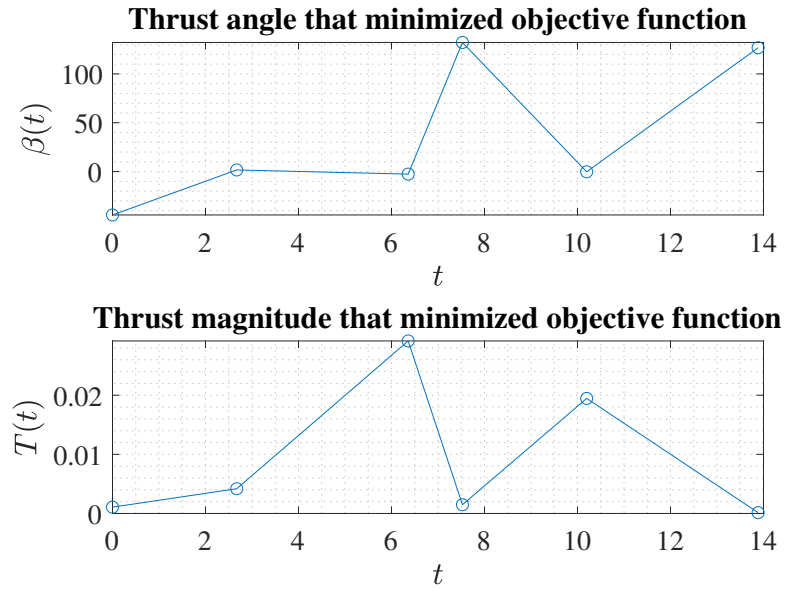 Thrust angle that minimized objective function
100
50
0
β(t)
0 2 4 6 8 10 12 14
t
Thrust magnitude that minimized objective function
0.02
0.01
0
T(t)
0 2 4 6 8 10 12 14
t